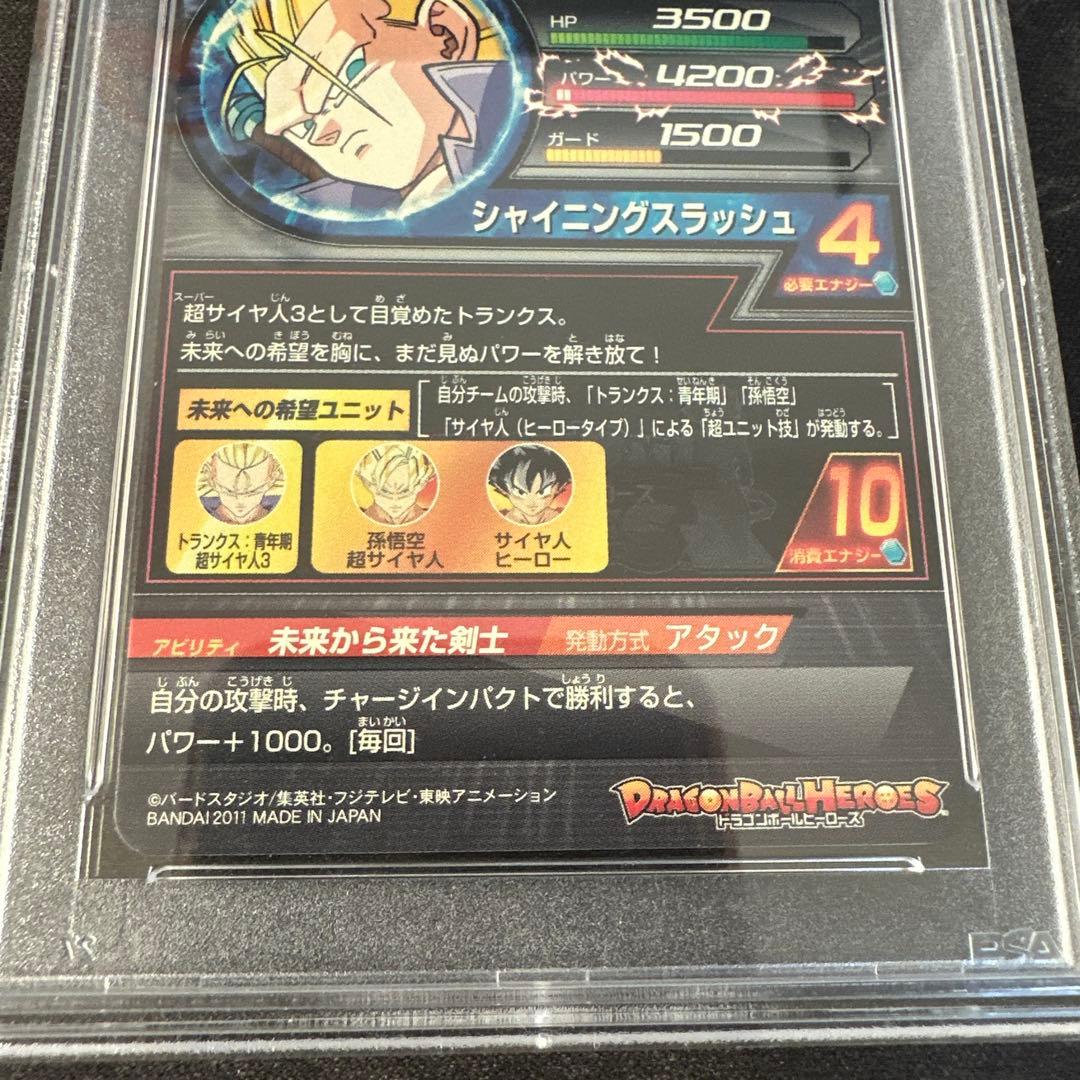 HP 3500
パワー 4200
ガード 1500
シャイニングスラッシュ 4
必要エナジー
超サイヤ人3として目覚めたトランクス。
未来への希望を胸に、まだ見ぬパワーを解き放て！
未来への希望ユニット
自分チームの攻撃時、「トランクス：青年期」「孫悟空」
「サイヤ人（ヒーロータイプ）」による「超ユニット技」が発動する。
トランクス：青年期
超サイヤ人3
孫悟空
超サイヤ人
サイヤ人
ヒーロー
10
消費エナジー
アビリティ 未来から来た剣士 発動方式 アタック
自分の攻撃時、チャージインパクトで勝利すると、
パワー＋1000。[毎回]
©バードスタジオ/集英社・フジテレビ・東映アニメーション
BANDAI 2011 MADE IN JAPAN
DRAGONBALL HEROES
ドラゴンボールヒーローズ
PSA